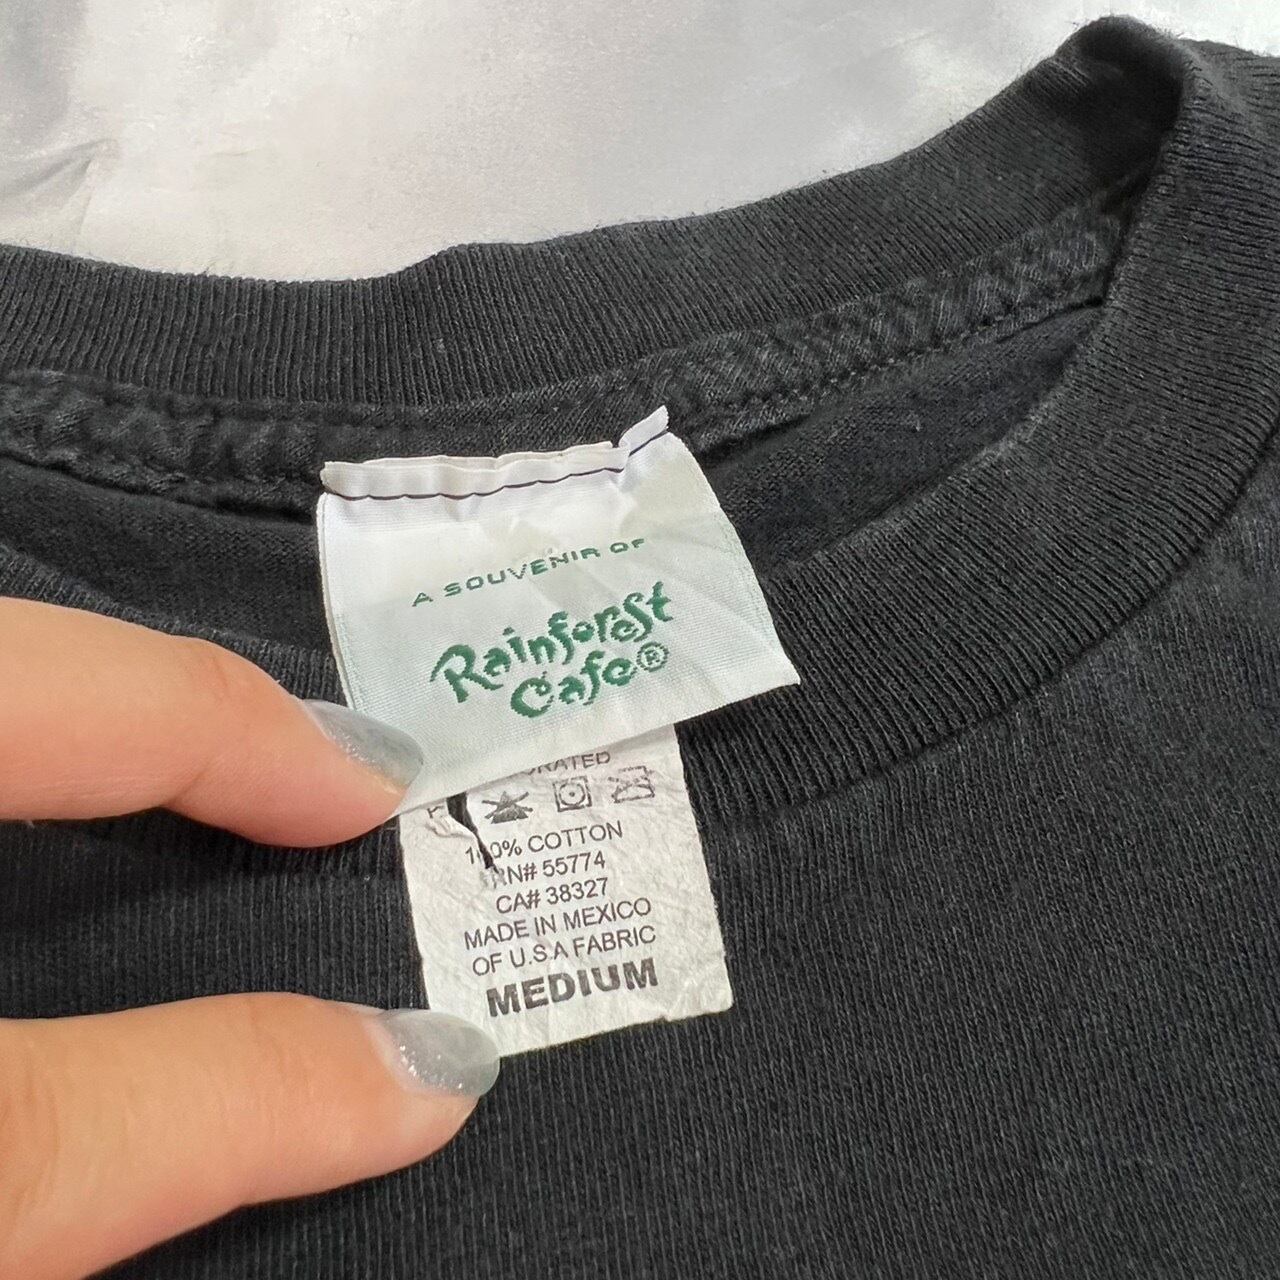 A SOUVENIR OF
Rainforest
Cafe®
100% COTTON
RN# 55774
CA# 38327
MADE IN MEXICO
OF U.S.A FABRIC
MEDIUM